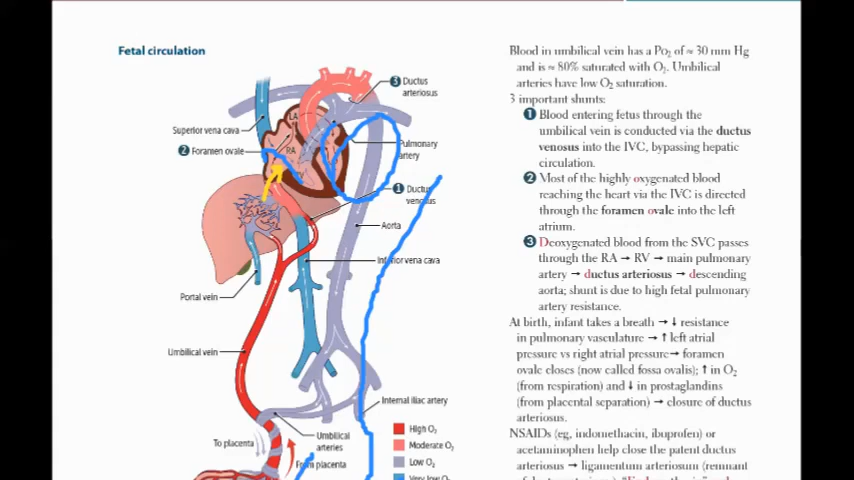 Fetal circulation
3 Ductus
arteriosus
Superior vena cava
LA
2 Foramen ovale
RA
Pulmonary
artery
1 Ductus
venosus
Aorta
Inferior vena cava
Portal vein
Umbilical vein
Internal iliac artery
To placenta
Umbilical
arteries
From placenta
High O2
Moderate O2
Low O2
Very low O2
Blood in umbilical vein has a PO2 of ≈ 30 mm Hg
and is ≈ 80% saturated with O2. Umbilical
arteries have low O2 saturation.
3 important shunts:
1 Blood entering fetus through the
umbilical vein is conducted via the ductus
venosus into the IVC, bypassing hepatic
circulation.
2 Most of the highly oxygenated blood
reaching the heart via the IVC is directed
through the foramen ovale into the left
atrium.
3 Deoxygenated blood from the SVC passes
through the RA → RV → main pulmonary
artery → ductus arteriosus → descending
aorta; shunt is due to high fetal pulmonary
artery resistance.
At birth, infant takes a breath → ↓ resistance
in pulmonary vasculature → ↑ left atrial
pressure vs right atrial pressure → foramen
ovale closes (now called fossa ovalis); ↑ in O2
(from respiration) and ↓ in prostaglandins
(from placental separation) → closure of ductus
arteriosus.
NSAIDs (eg, indomethacin, ibuprofen) or
acetaminophen help close the patent ductus
arteriosus → ligamentum arteriosum (remnant